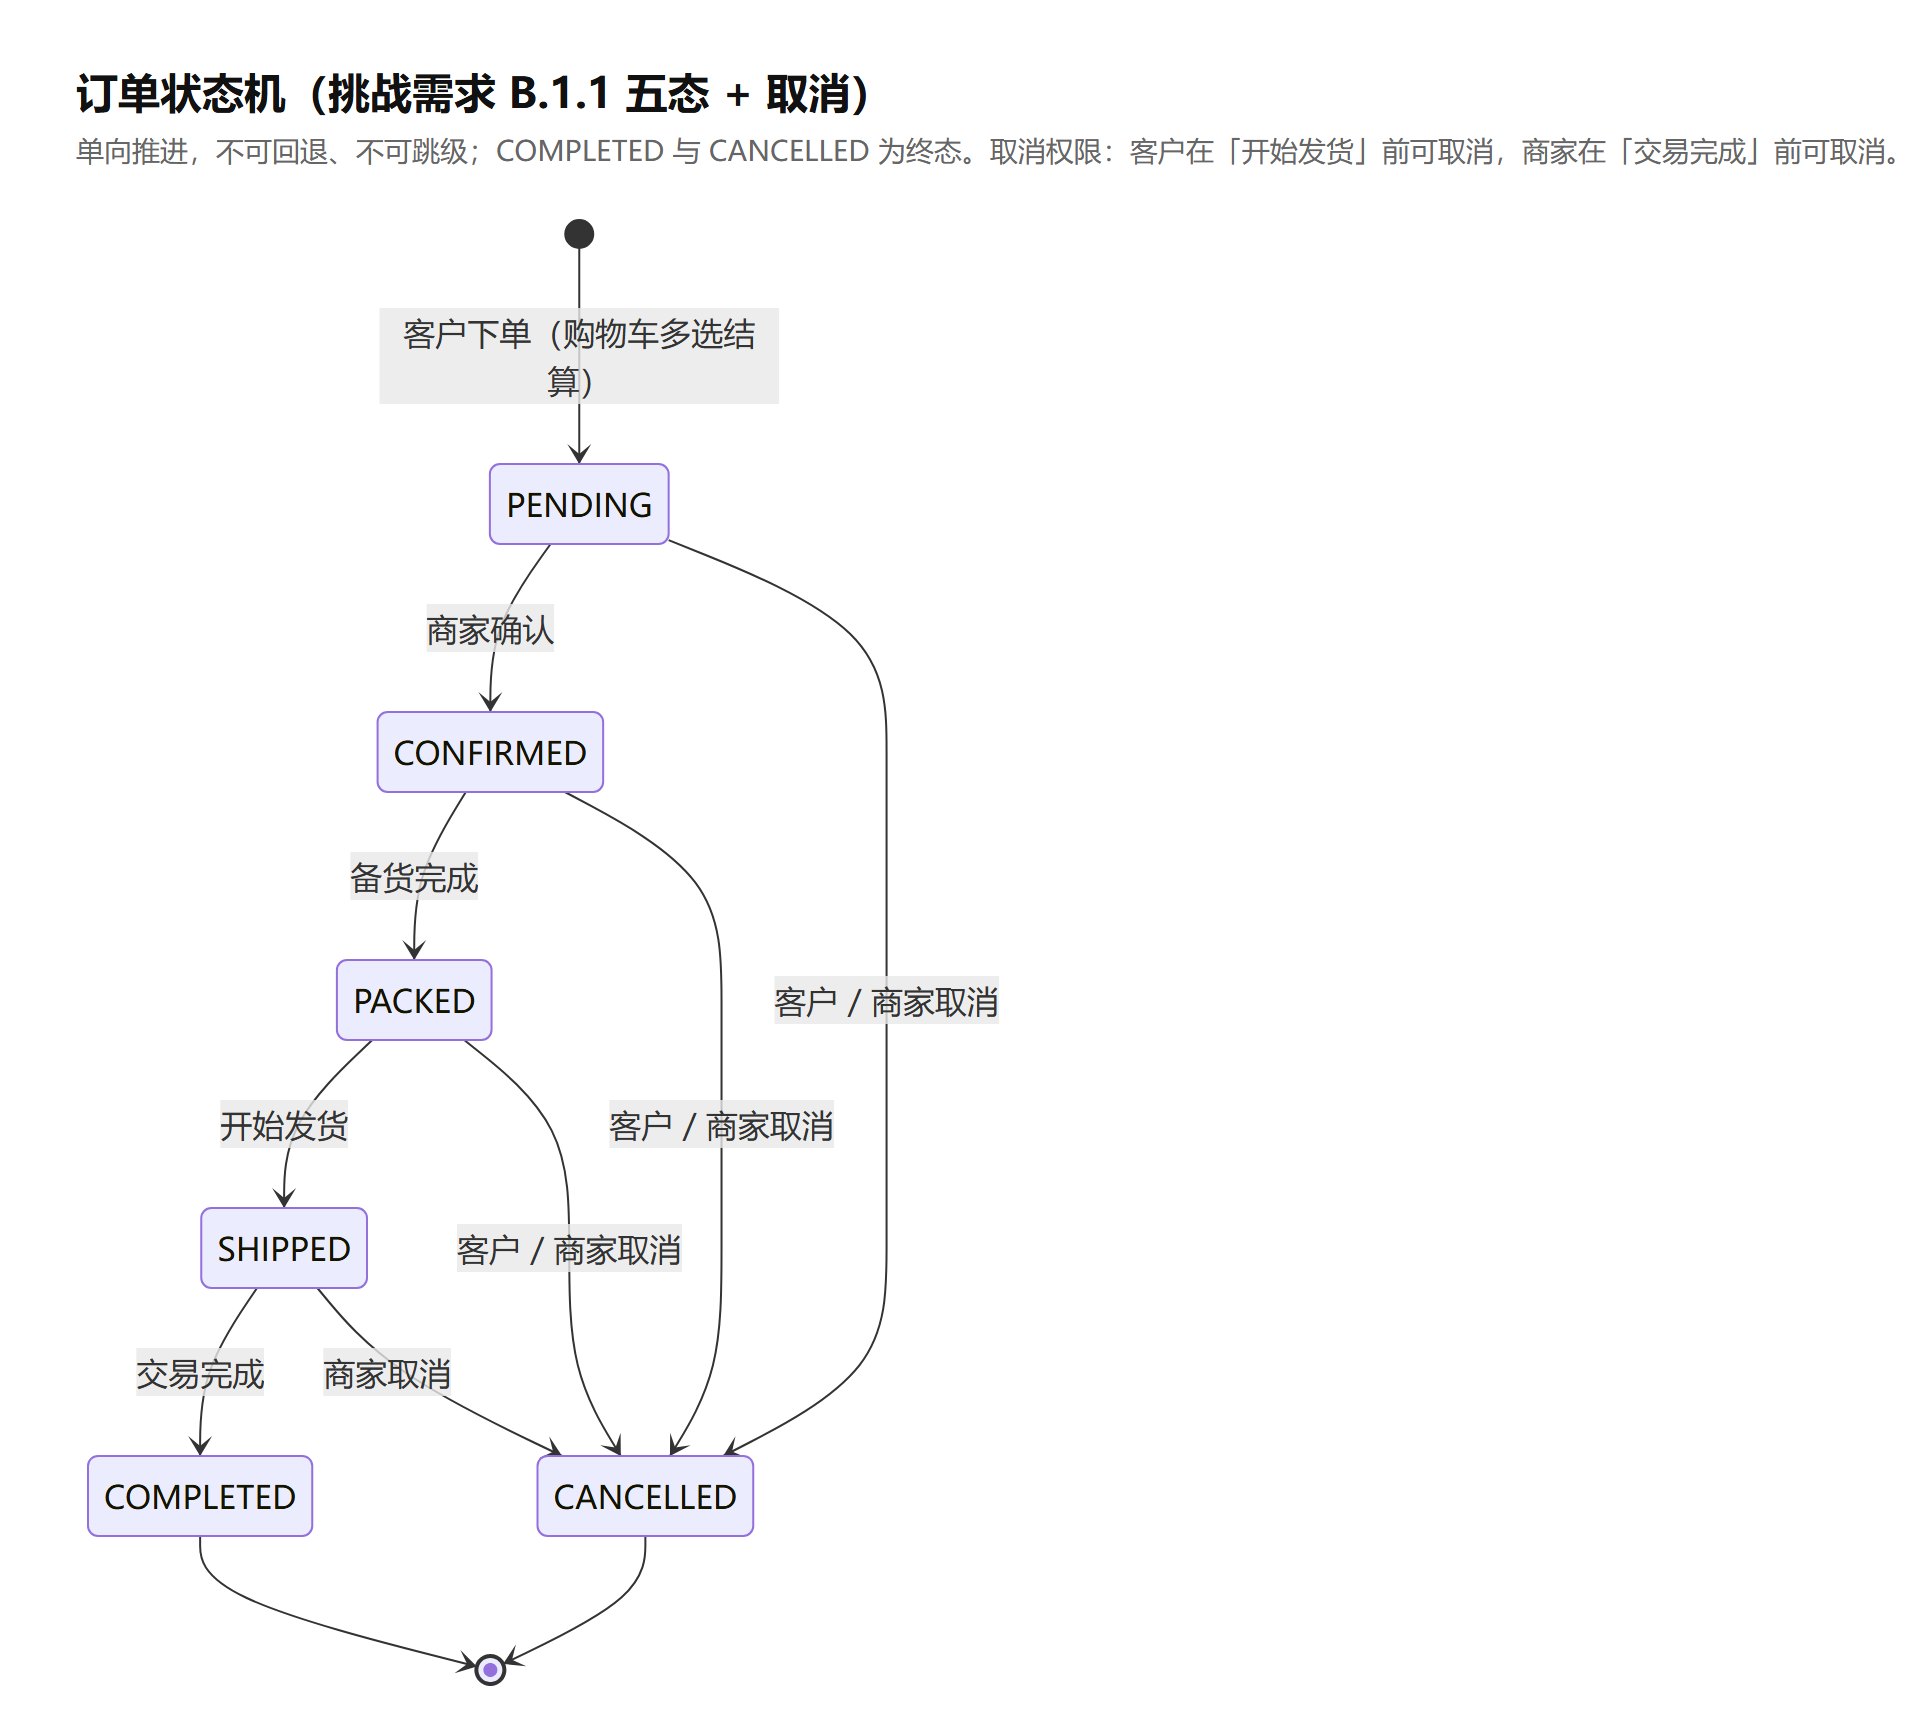 订单状态机（挑战需求 B.1.1 五态 + 取消）
单向推进，不可回退、不可跳级；COMPLETED 与 CANCELLED 为终态。取消权限：客户在「开始发货」前可取消，商家在「交易完成」前可取消。
客户下单（购物车多选结
算）
PENDING
商家确认
CONFIRMED
备货完成
PACKED
客户 / 商家取消
开始发货
客户 / 商家取消
SHIPPED
客户 / 商家取消
交易完成
商家取消
COMPLETED
CANCELLED